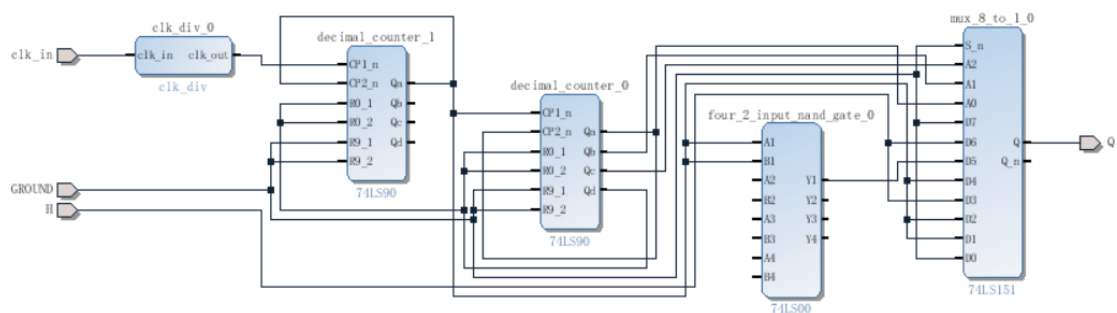 clk_in
clk_div_0
clk_in clk_out
clk_div
GROUND
H
decimal_counter_1
CP1_n
CP2_n Qa
R0_1 Qb
R0_2 Qc
R9_1 Qd
R9_2
74LS90
decimal_counter_0
CP1_n
CP2_n Qa
R0_1 Qb
R0_2 Qc
R9_1 Qd
R9_2
74LS90
four_2_input_nand_gate_0
A1
B1
A2 Y1
B2 Y2
A3 Y3
B3 Y4
A4
B4
74LS00
mux_8_to_1_0
S_n
A2
A1
A0
D7
D6 Q
D5 Q_n
D4
D3
D2
D1
D0
74LS151
Q